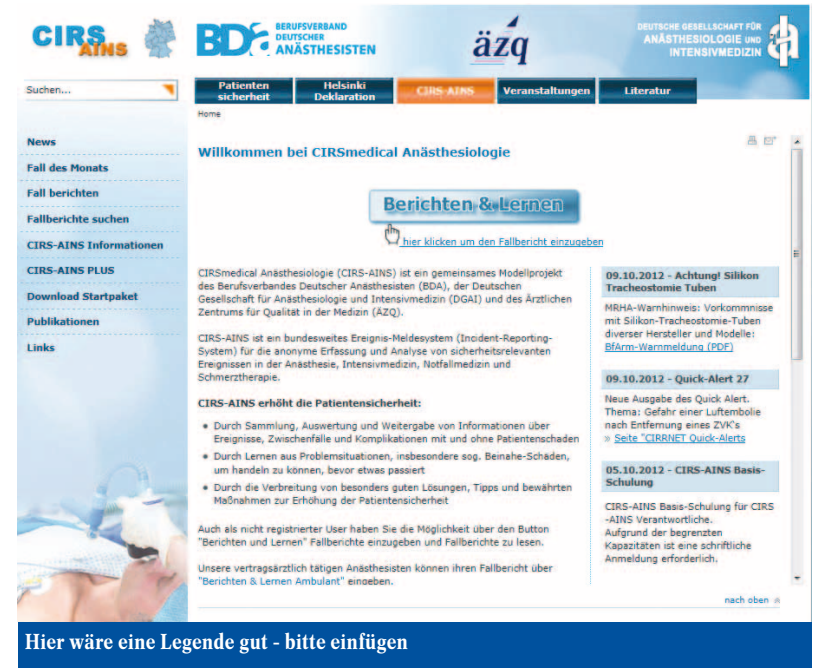 CIRS
AINS
BDA BERUFSVERBAND
DEUTSCHER
ANÄSTHESISTEN
äzq
DEUTSCHE GESELLSCHAFT FÜR
ANÄSTHESIOLOGIE UND
INTENSIVMEDIZIN
Suchen...
Patienten
sicherheit
Helsinki
Deklaration
CIRS-AINS
Veranstaltungen
Literatur
Home
News
Fall des Monats
Fall berichten
Fallberichte suchen
CIRS-AINS Informationen
CIRS-AINS PLUS
Download Startpaket
Publikationen
Links
Willkommen bei CIRSmedical Anästhesiologie
Berichten & Lernen
hier klicken um den Fallbericht einzugeben
CIRSmedical Anästhesiologie (CIRS-AINS) ist ein gemeinsames Modellprojekt
des Berufsverbandes Deutscher Anästhesisten (BDA), der Deutschen
Gesellschaft für Anästhesiologie und Intensivmedizin (DGAI) und des Ärztlichen
Zentrums für Qualität in der Medizin (ÄZQ).
CIRS-AINS ist ein bundesweites Ereignis-Meldesystem (Incident-Reporting-
System) für die anonyme Erfassung und Analyse von sicherheitsrelevanten
Ereignissen in der Anästhesie, Intensivmedizin, Notfallmedizin und
Schmerztherapie.
CIRS-AINS erhöht die Patientensicherheit:
• Durch Sammlung, Auswertung und Weitergabe von Informationen über
Ereignisse, Zwischenfälle und Komplikationen mit und ohne Patientenschaden
• Durch Lernen aus Problemsituationen, insbesondere sog. Beinahe-Schäden,
um handeln zu können, bevor etwas passiert
• Durch die Verbreitung von besonders guten Lösungen, Tipps und bewährten
Maßnahmen zur Erhöhung der Patientensicherheit
Auch als nicht registrierter User haben Sie die Möglichkeit über den Button
"Berichten und Lernen" Fallberichte einzugeben und Fallberichte zu lesen.
Unsere vertragsärztlich tätigen Anästhesisten können ihren Fallbericht über
"Berichten & Lernen Ambulant" eingeben.
09.10.2012 - Achtung! Silikon
Tracheostomie Tuben
MRHA-Warnhinweis: Vorkommnisse
mit Silikon-Tracheostomie-Tuben
diverser Hersteller und Modelle:
BfArm-Warnmeldung (PDF)
09.10.2012 - Quick-Alert 27
Neue Ausgabe des Quick Alert.
Thema: Gefahr einer Luftembolie
nach Entfernung eines ZVK's
» Seite "CIRRNET Quick-Alerts
05.10.2012 - CIRS-AINS Basis-
Schulung
CIRS-AINS Basis-Schulung für CIRS
-AINS Verantwortliche.
Aufgrund der begrenzten
Kapazitäten ist eine schriftliche
Anmeldung erforderlich.
nach oben
Hier wäre eine Legende gut - bitte einfügen